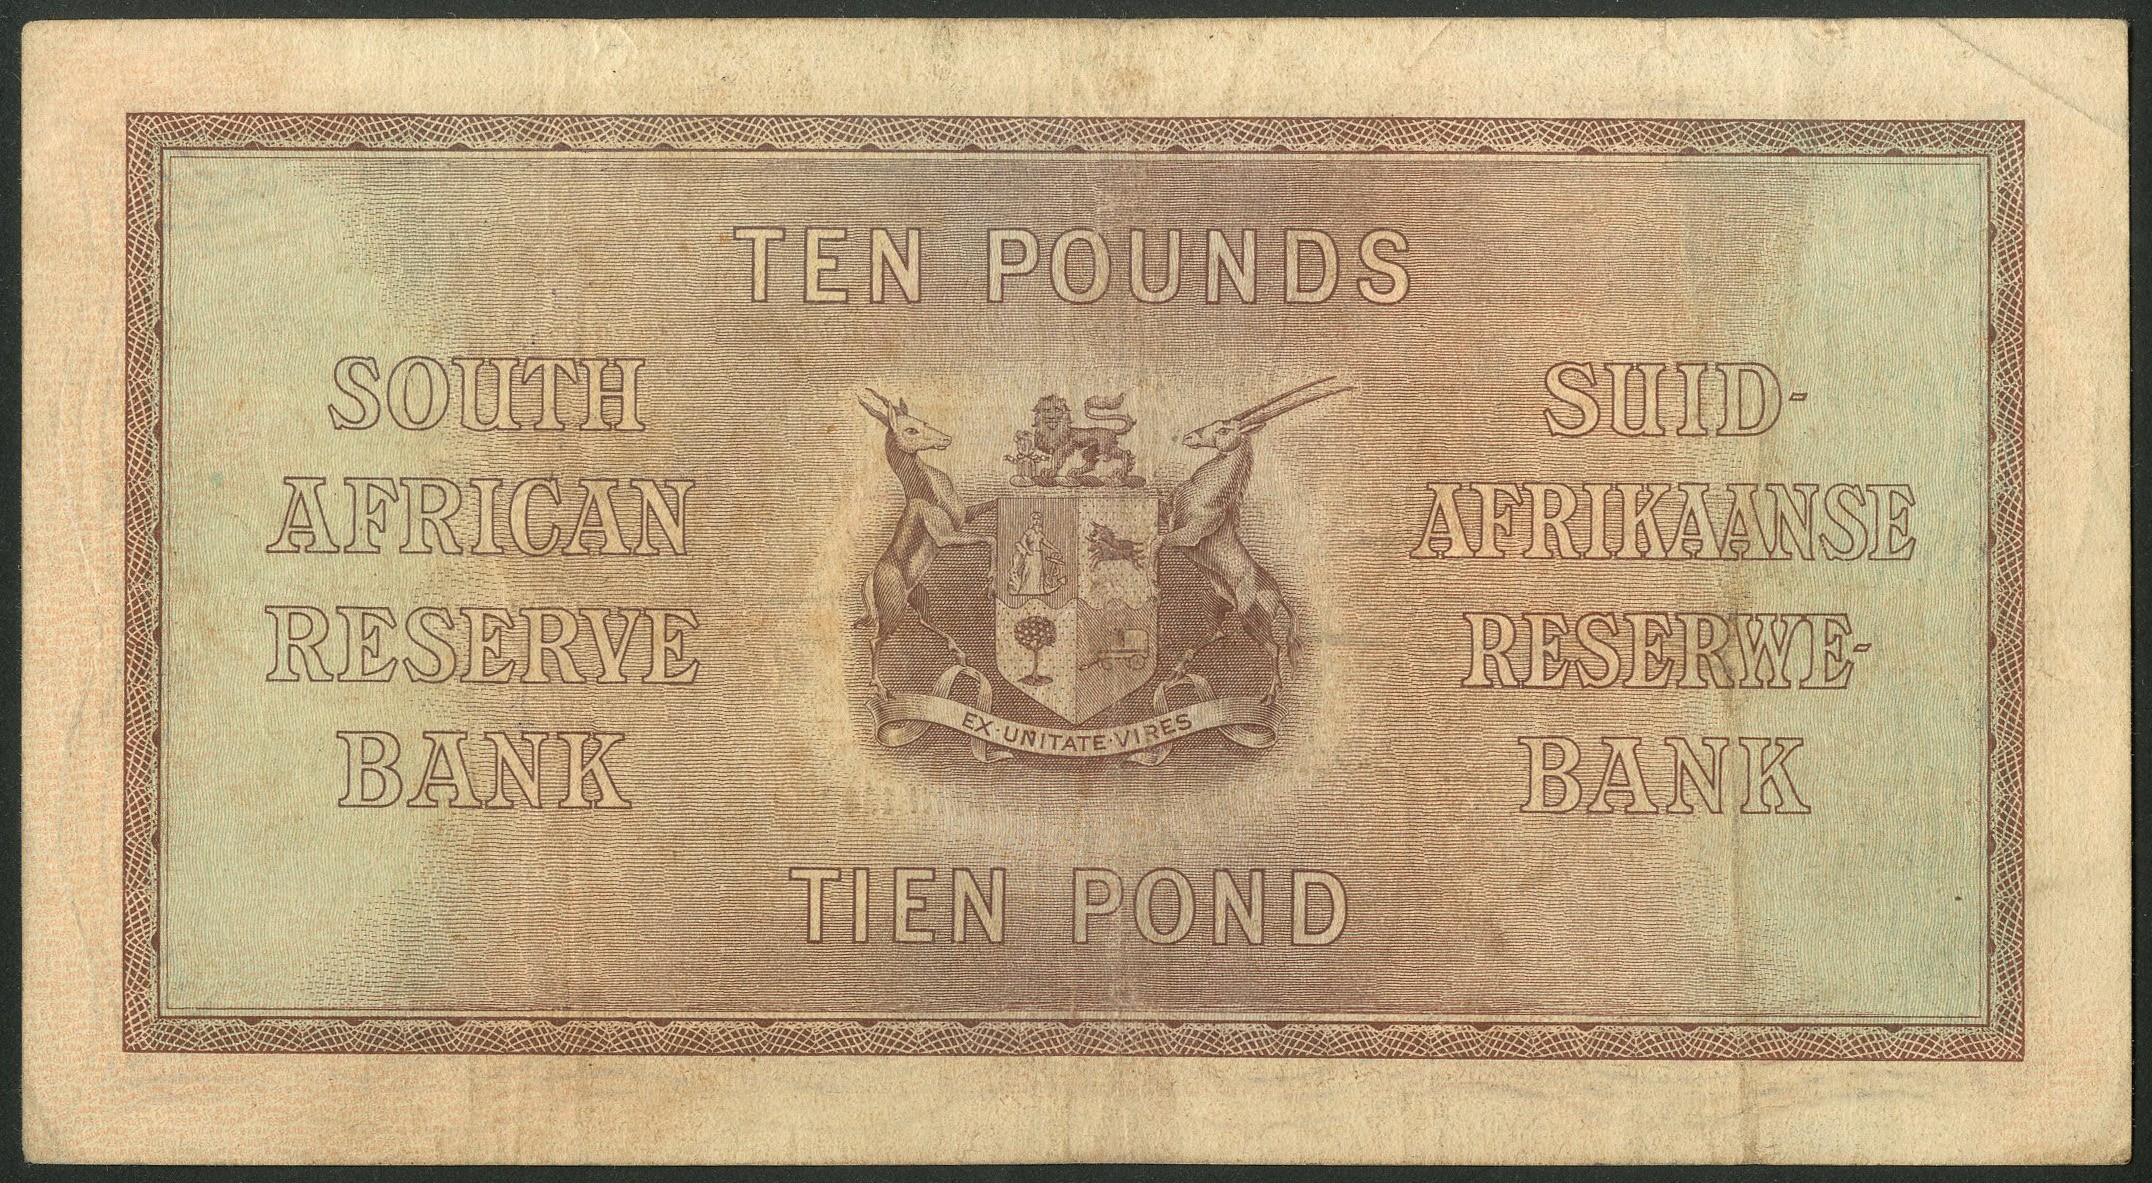 TEN POUNDS
SOUTH
AFRICAN
RESERVE
BANK
SUID-
AFRIKAANSE
RESERWE-
BANK
EX·UNITATE·VIRES
TIEN POND